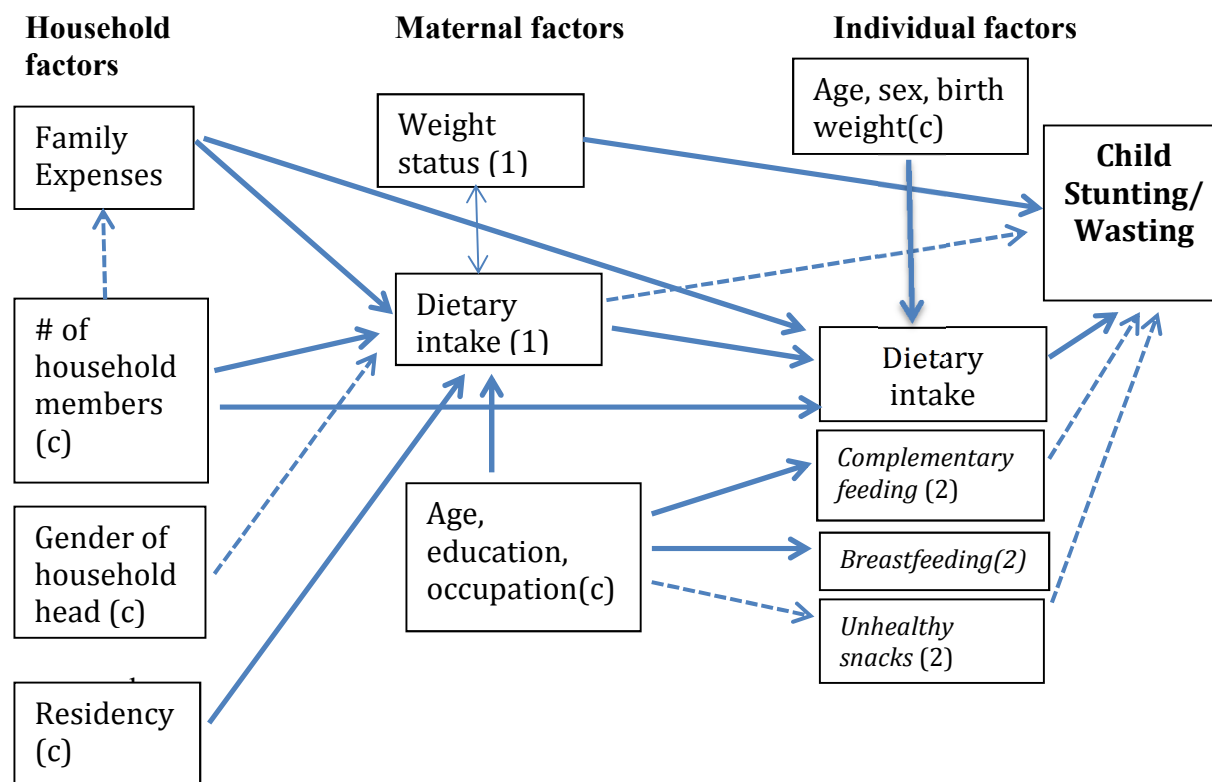 Household
factors
Maternal factors
Individual factors
Family
Expenses
# of
household
members
(c)
Gender of
household
head (c)
Residency
(c)
Weight
status (1)
Dietary
intake (1)
Age,
education,
occupation(c)
Age, sex, birth
weight(c)
Dietary
intake
Complementary
feeding (2)
Breastfeeding(2)
Unhealthy
snacks (2)
Child
Stunting/
Wasting